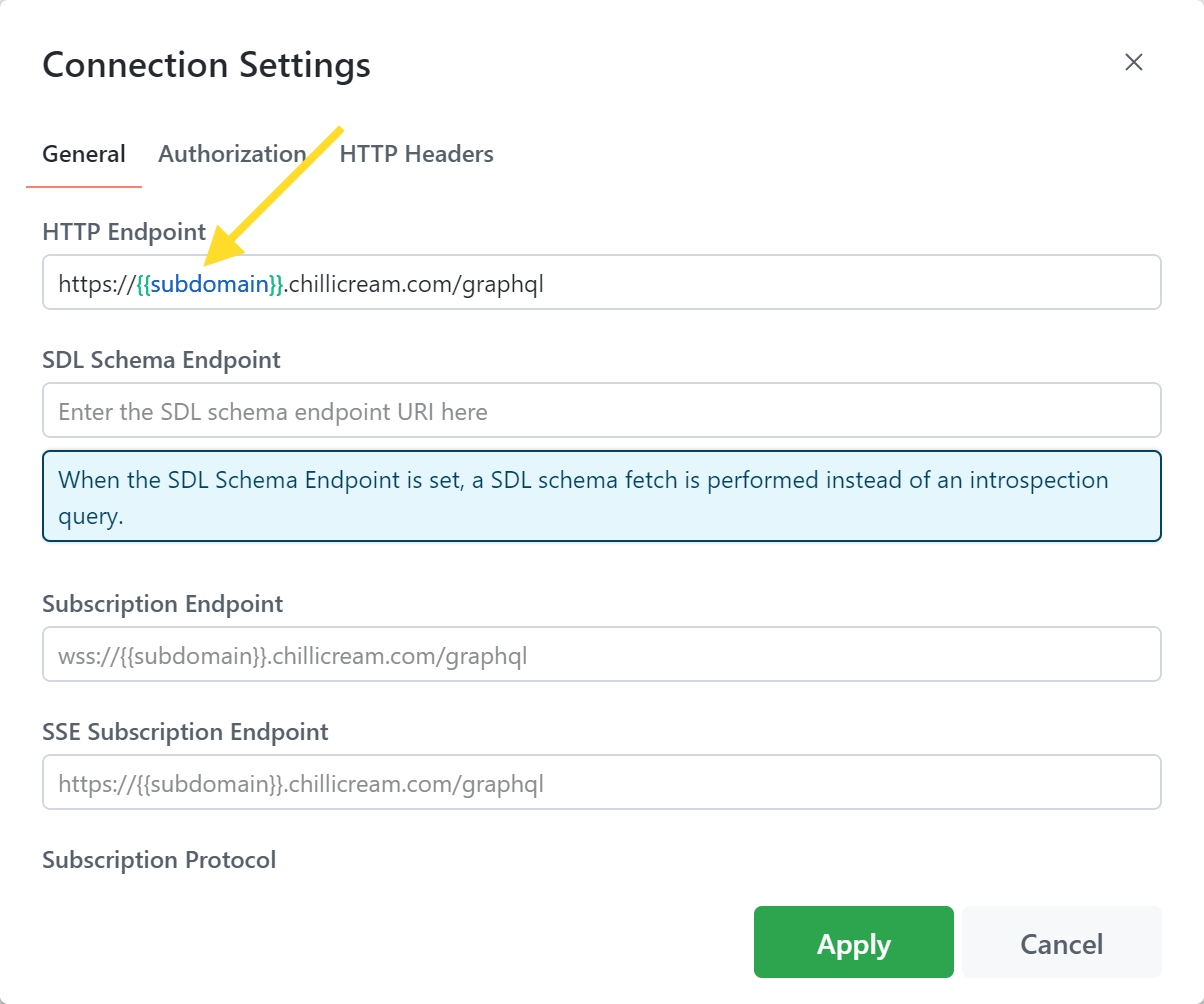 Connection Settings
General Authorization HTTP Headers
HTTP Endpoint
https://{{subdomain}}.chillicream.com/graphql
SDL Schema Endpoint
Enter the SDL schema endpoint URI here
When the SDL Schema Endpoint is set, a SDL schema fetch is performed instead of an introspection
query.
Subscription Endpoint
wss://{{subdomain}}.chillicream.com/graphql
SSE Subscription Endpoint
https://{{subdomain}}.chillicream.com/graphql
Subscription Protocol
Apply Cancel